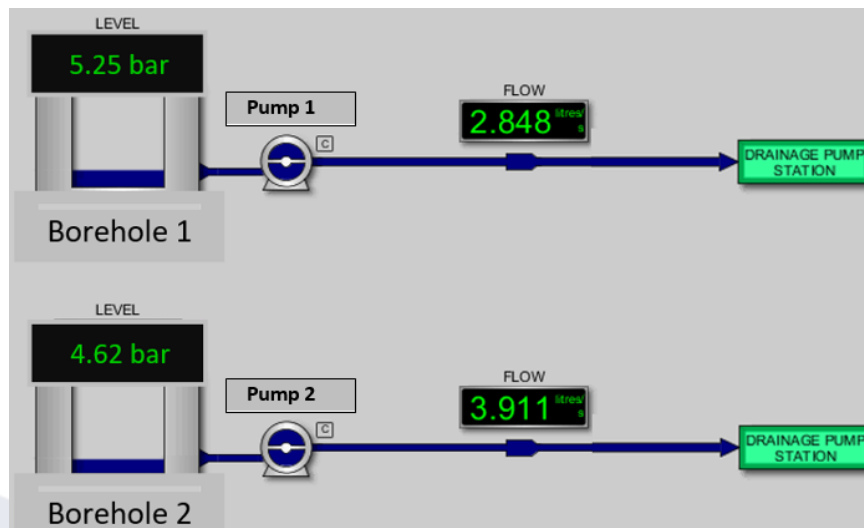 LEVEL
5.25 bar
Pump 1
C
FLOW
2.848 litres/
s
DRAINAGE PUMP
STATION
Borehole 1
LEVEL
4.62 bar
Pump 2
C
FLOW
3.911 litres/
s
DRAINAGE PUMP
STATION
Borehole 2